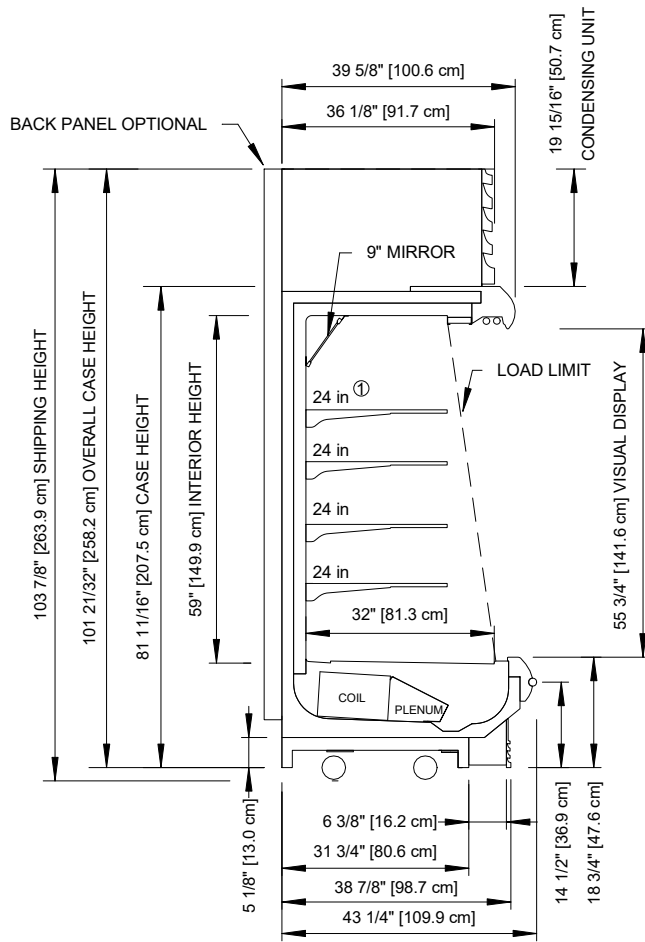 39 5/8" [100.6 cm]
36 1/8" [91.7 cm]
19 15/16" [50.7 cm]
CONDENSING UNIT
BACK PANEL OPTIONAL
9" MIRROR
LOAD LIMIT
103 7/8" [263.9 cm] SHIPPING HEIGHT
101 21/32" [258.2 cm] OVERALL CASE HEIGHT
81 11/16" [207.5 cm] CASE HEIGHT
59" [149.9 cm] INTERIOR HEIGHT
24 in ①
24 in
24 in
24 in
55 3/4" [141.6 cm] VISUAL DISPLAY
32" [81.3 cm]
COIL
PLENUM
5 1/8" [13.0 cm]
6 3/8" [16.2 cm]
31 3/4" [80.6 cm]
38 7/8" [98.7 cm]
43 1/4" [109.9 cm]
14 1/2" [36.9 cm]
18 3/4" [47.6 cm]